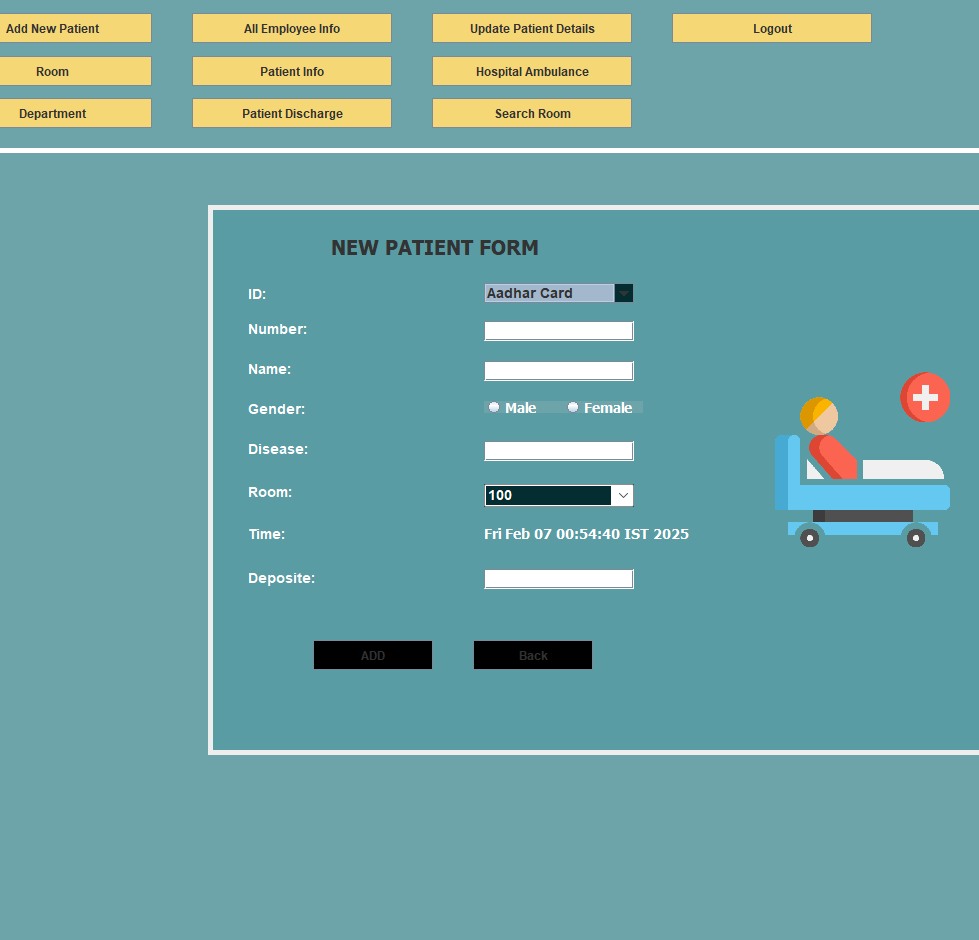 Add New Patient All Employee Info Update Patient Details Logout
Room Patient Info Hospital Ambulance
Department Patient Discharge Search Room
NEW PATIENT FORM
ID: Aadhar Card
Number:
Name:
Gender: Male Female
Disease:
Room: 100
Time: Fri Feb 07 00:54:40 IST 2025
Deposite:
ADD Back